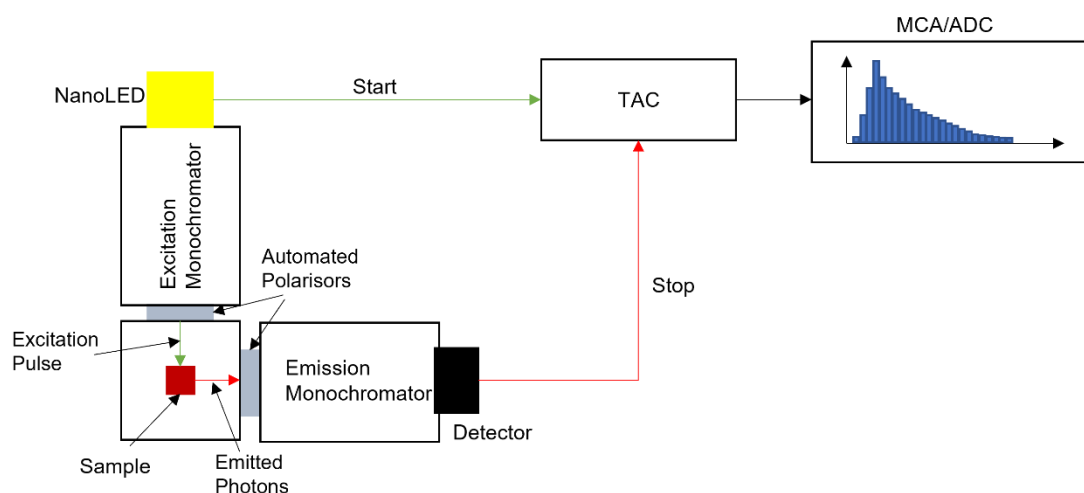 MCA/ADC
NanoLED
Start
TAC
Excitation
Monochromator
Automated
Polarisors
Stop
Excitation
Pulse
Emission
Monochromator
Detector
Sample
Emitted
Photons